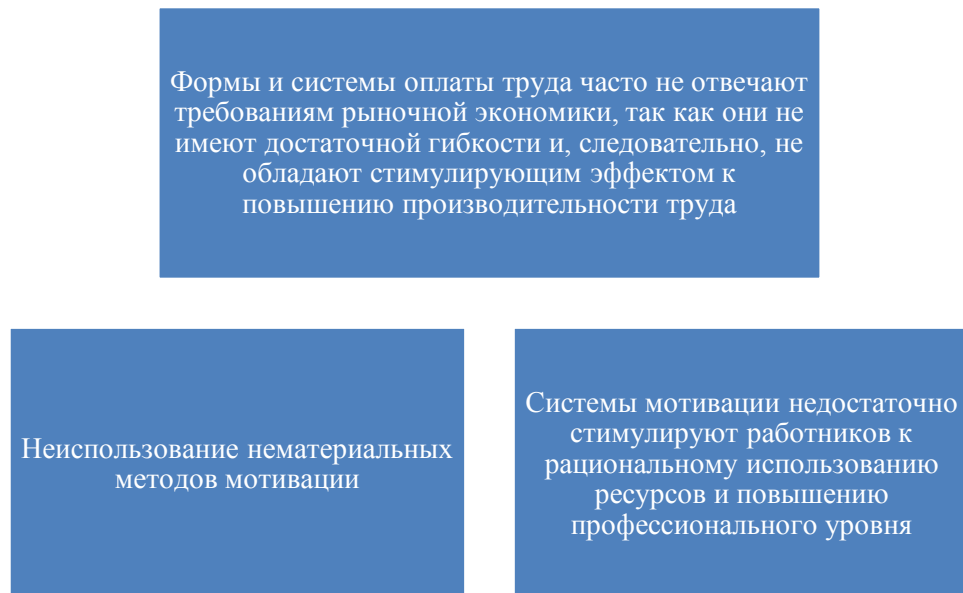 Формы и системы оплаты труда часто не отвечают
требованиям рыночной экономики, так как они не
имеют достаточной гибкости и, следовательно, не
обладают стимулирующим эффектом к
повышению производительности труда
Неиспользование нематериальных
методов мотивации
Системы мотивации недостаточно
стимулируют работников к
рациональному использованию
ресурсов и повышению
профессионального уровня